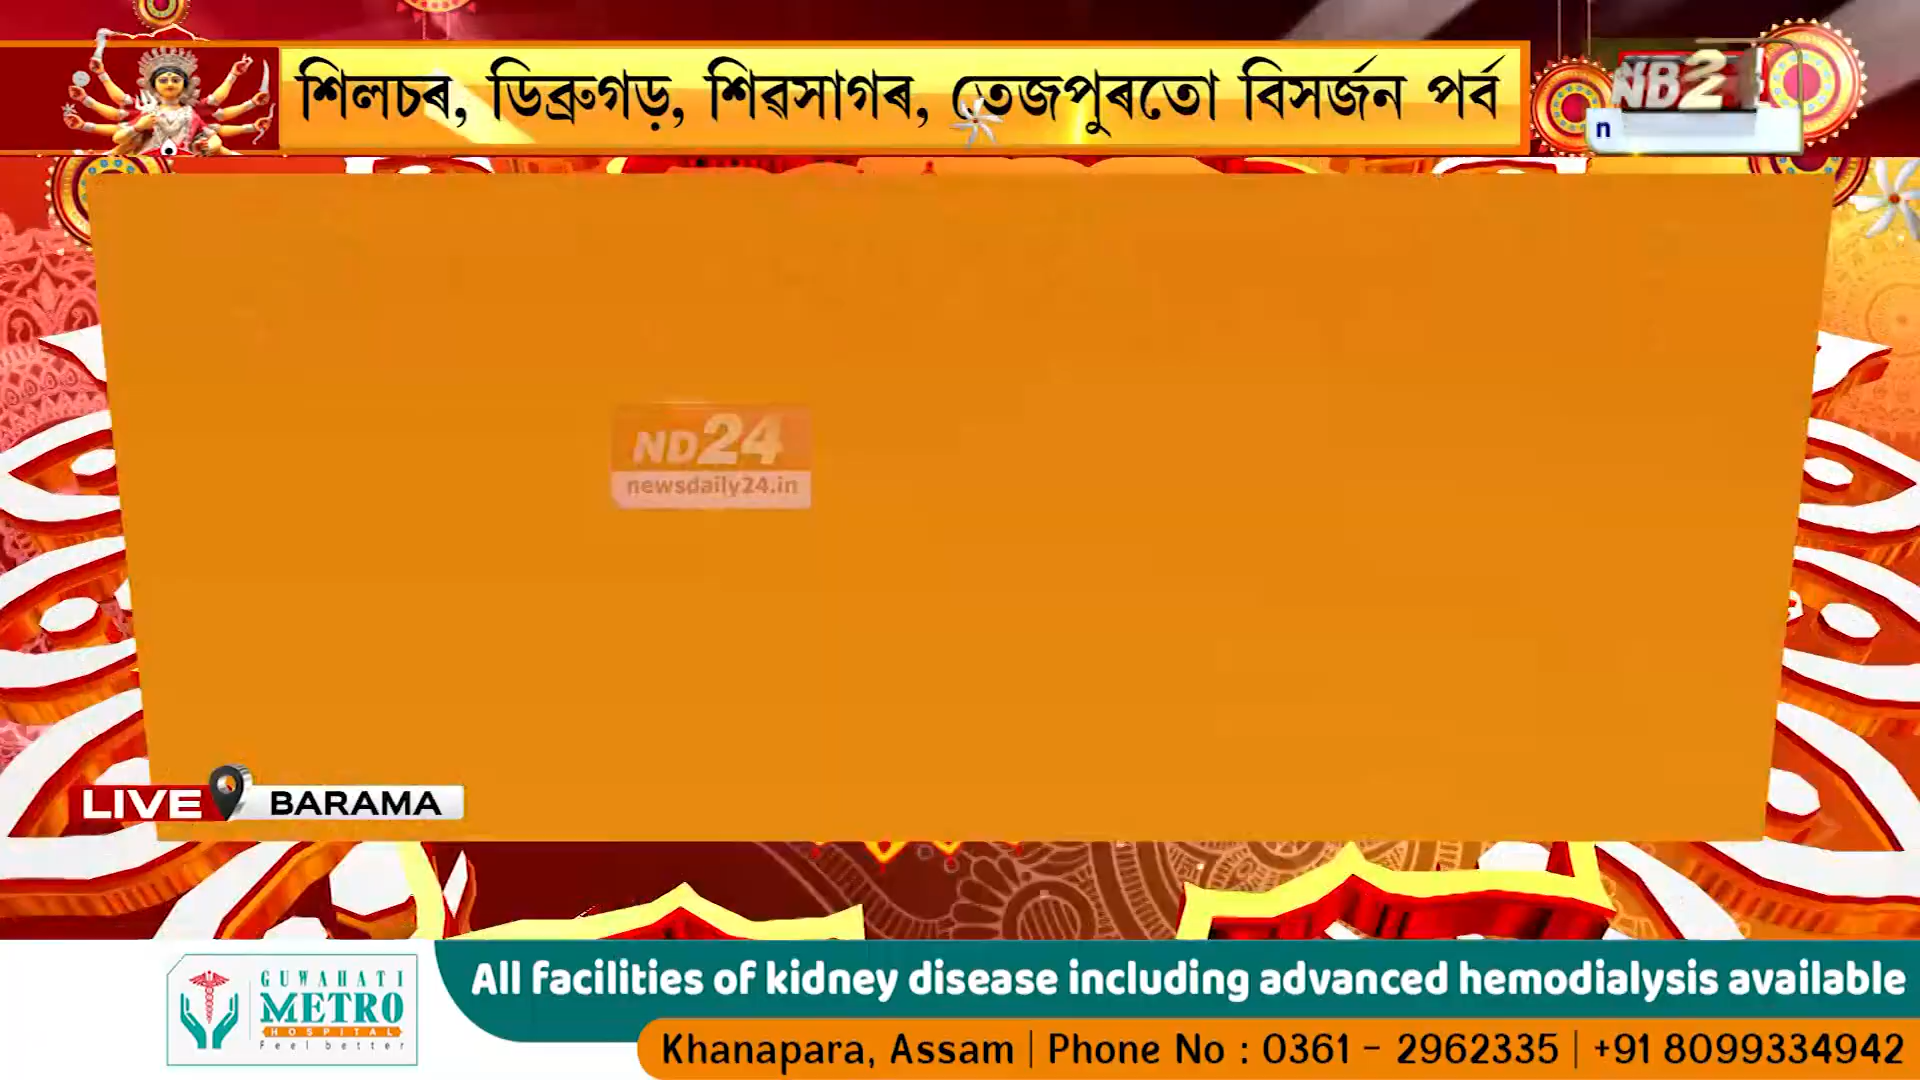 শিলচৰ, ডিব্ৰুগড়, শিৱসাগৰ, তেজপুৰতো বিসৰ্জন পৰ্ব
NB2
n
ND24
newsdaily24.in
LIVE BARAMA
All facilities of kidney disease including advanced hemodialysis available
GUWAHATI
METRO
HOSPITAL
Feel better
Khanapara, Assam | Phone No : 0361 - 2962335 | +91 8099334942